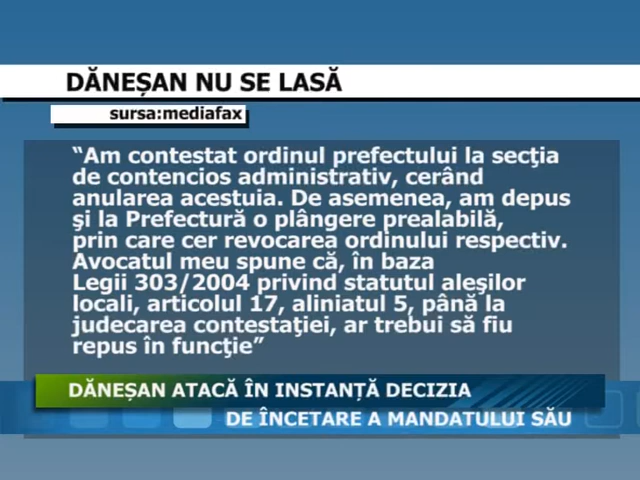 DĂNEȘAN NU SE LASĂ
sursa:mediafax
“Am contestat ordinul prefectului la secţia
de contencios administrativ, cerând
anularea acestuia. De asemenea, am depus
şi la Prefectură o plângere prealabilă,
prin care cer revocarea ordinului respectiv.
Avocatul meu spune că, în baza
Legii 303/2004 privind statutul aleşilor
locali, articolul 17, aliniatul 5, până la
judecarea contestaţiei, ar trebui să fiu
repus în funcţie”
DĂNEȘAN ATACĂ ÎN INSTANȚĂ DECIZIA
DE ÎNCETARE A MANDATULUI SĂU